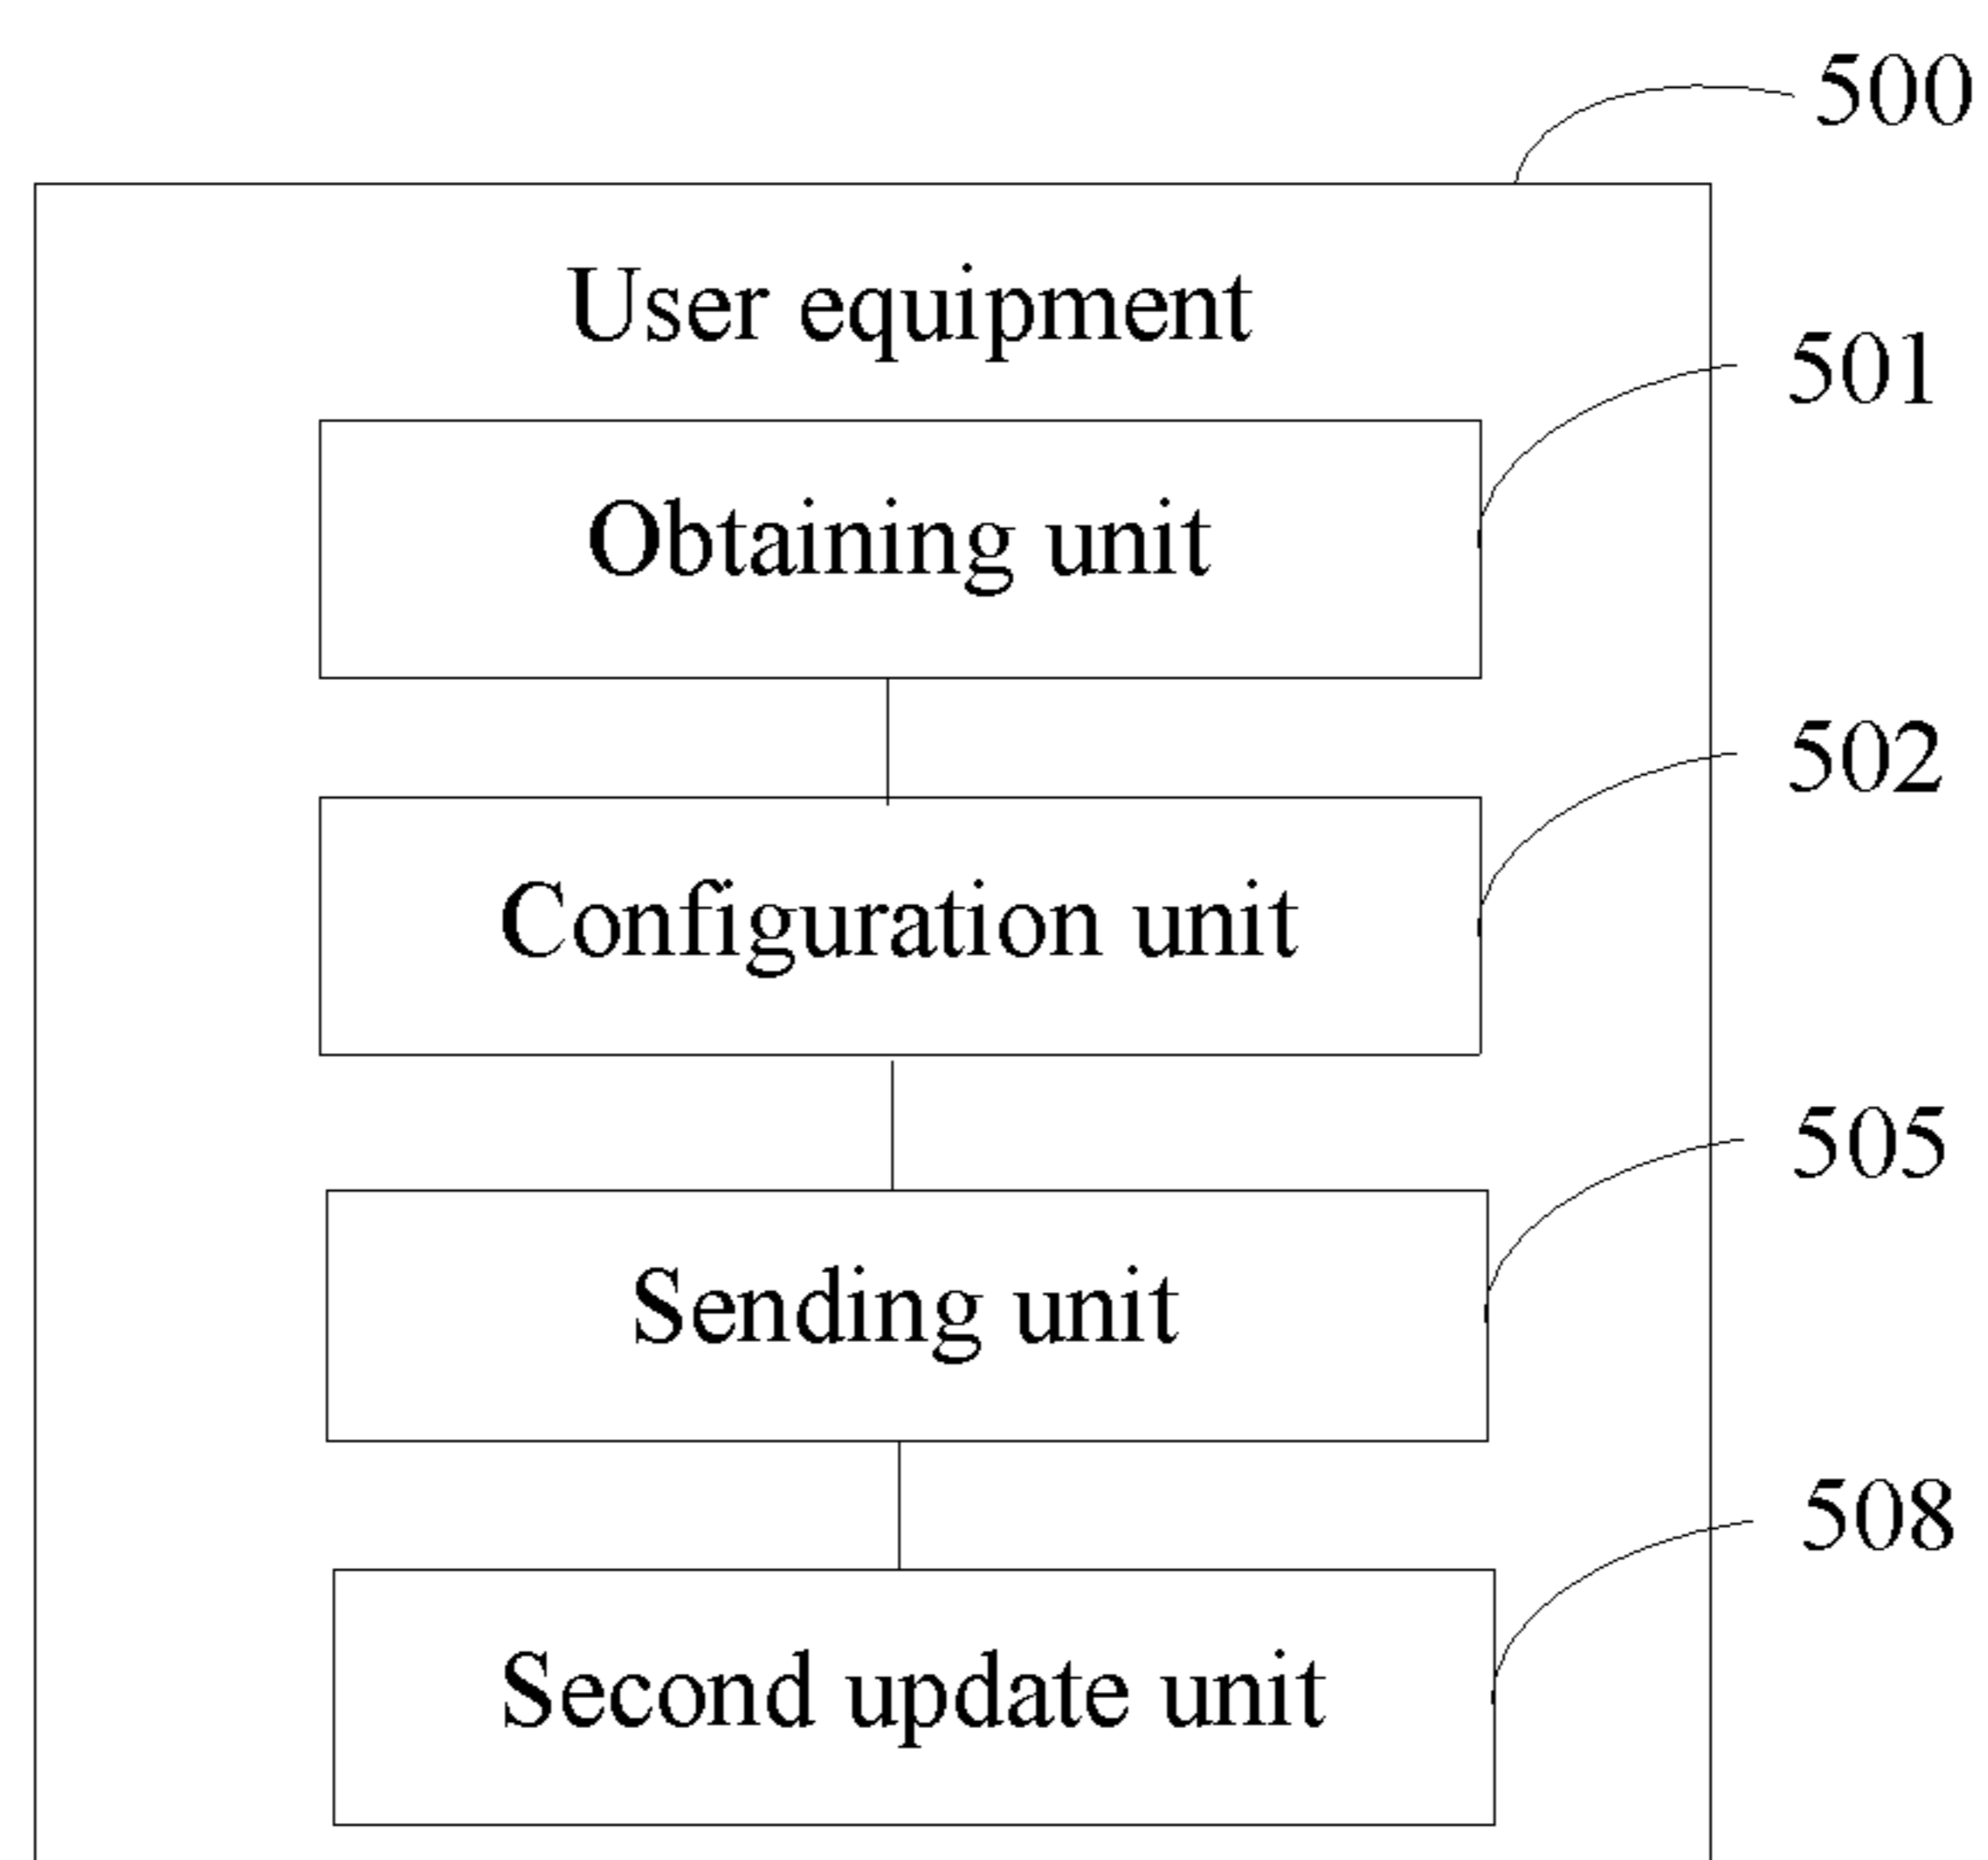 500
User equipment
501
Obtaining unit
502
Configuration unit
505
Sending unit
508
Second update unit